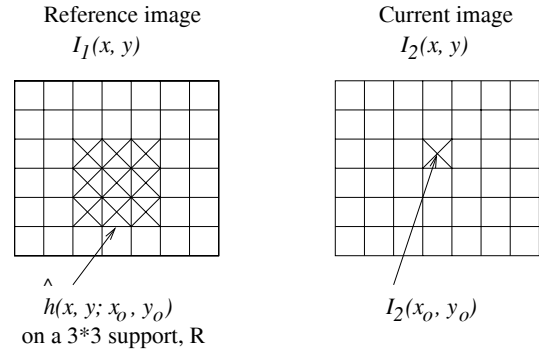 Reference image
I₁(x, y)
Current image
I₂(x, y)
ĥ(x, y; xₒ, yₒ)
on a 3*3 support, R
I₂(xₒ, yₒ)